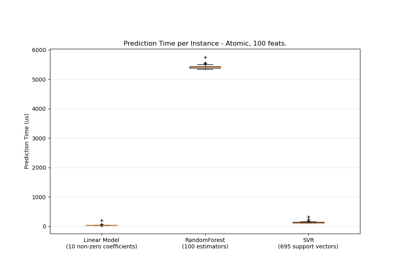 Prediction Time per Instance - Atomic, 100 feats.
6000
5000
4000
3000
2000
1000
0
Prediction Time (us)
Linear Model
(10 non-zero coefficients)
RandomForest
(100 estimators)
SVR
(695 support vectors)